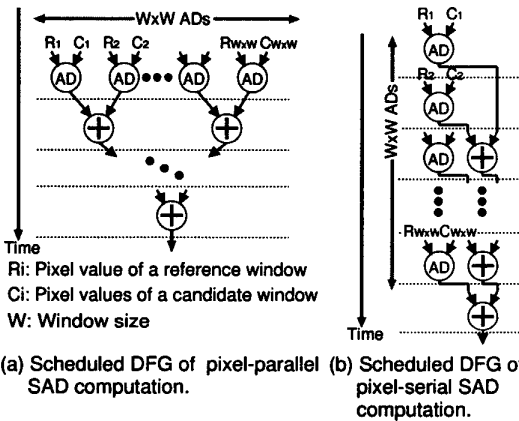 WxW ADs
R1 C1 R2 C2 RWxW CWxW
AD AD AD AD
+ +
+
Time
Ri: Pixel value of a reference window
Ci: Pixel values of a candidate window
W: Window size
(a) Scheduled DFG of pixel-parallel
SAD computation.
R1 C1
AD
R2 C2
AD
WxW ADs
AD +
RWxW CWxW
AD +
+
Time
(b) Scheduled DFG of
pixel-serial SAD
computation.